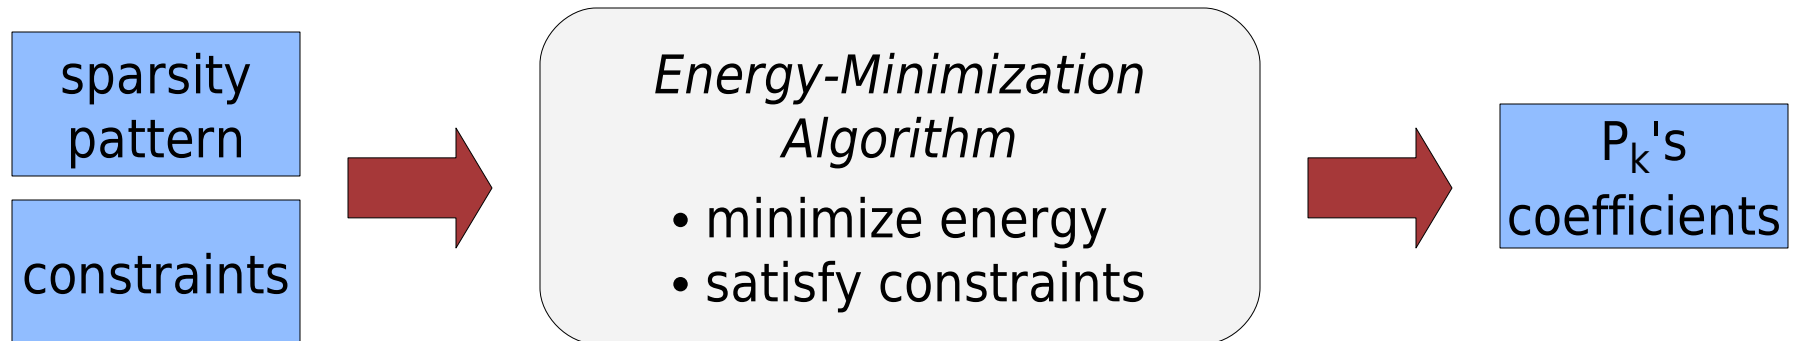 sparsity
pattern
constraints
Energy-Minimization
Algorithm
• minimize energy
• satisfy constraints
Pk's
coefficients